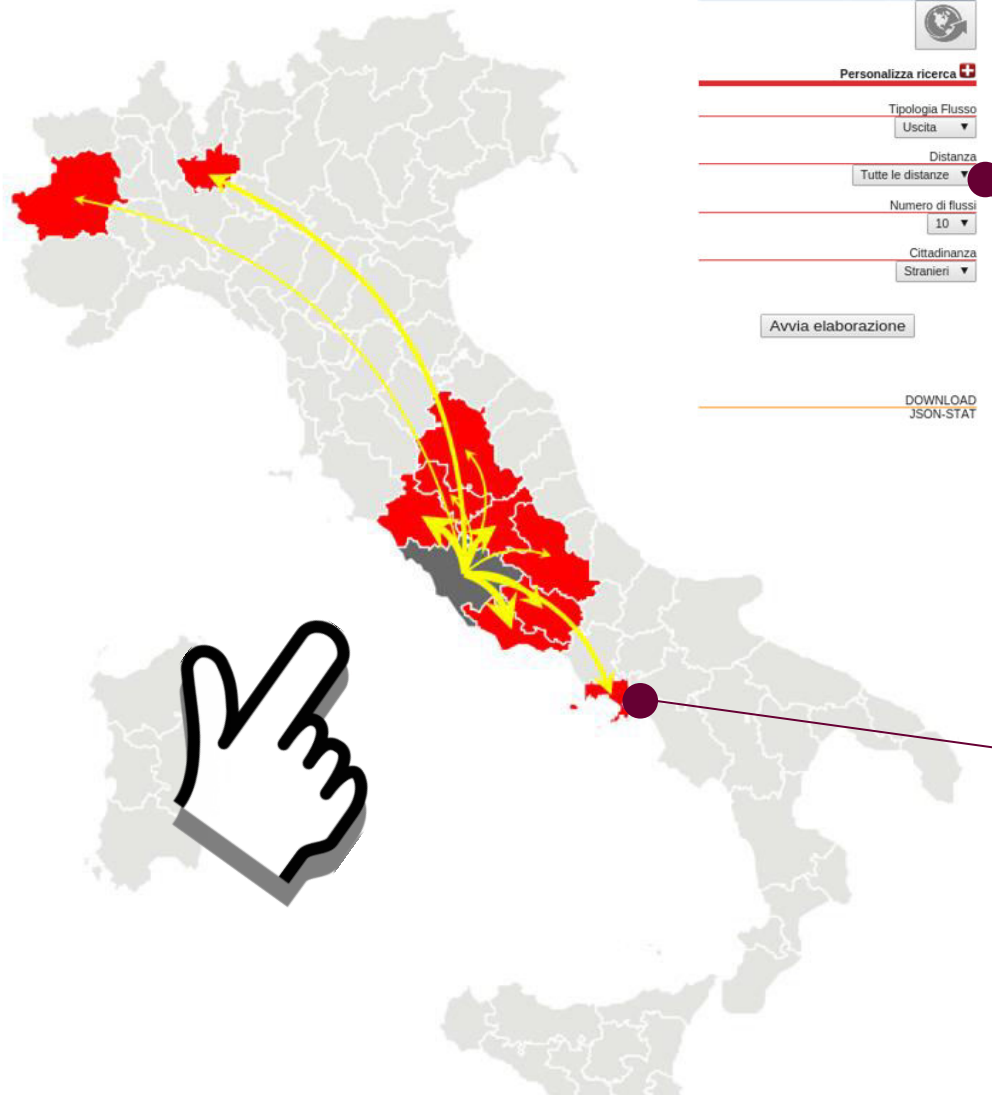 Personalizza ricerca
Tipologia Flusso
Uscita
Distanza
Tutte le distanze
Numero di flussi
10
Cittadinanza
Stranieri
Avvia elaborazione
DOWNLOAD
JSON-STAT